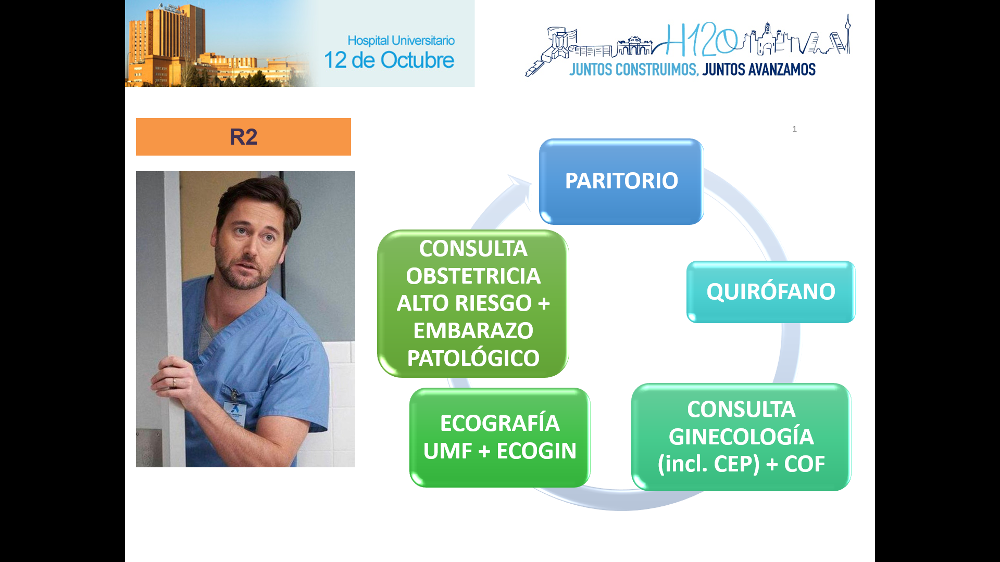 Hospital Universitario
12 de Octubre
H12O
JUNTOS CONSTRUIMOS, JUNTOS AVANZAMOS
R2
1
PARITORIO
QUIRÓFANO
CONSULTA
GINECOLOGÍA
(incl. CEP) + COF
ECOGRAFÍA
UMF + ECOGIN
CONSULTA
OBSTETRICIA
ALTO RIESGO +
EMBARAZO
PATOLÓGICO